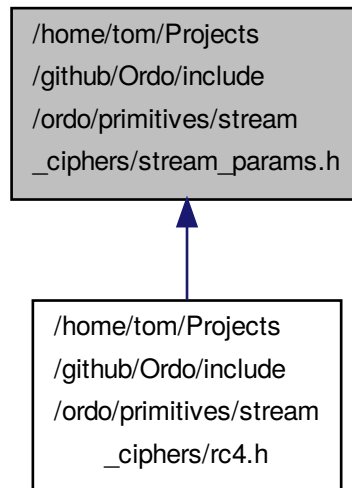 /home/tom/Projects
/github/Ordo/include
/ordo/primitives/stream
_ciphers/stream_params.h
/home/tom/Projects
/github/Ordo/include
/ordo/primitives/stream
_ciphers/rc4.h